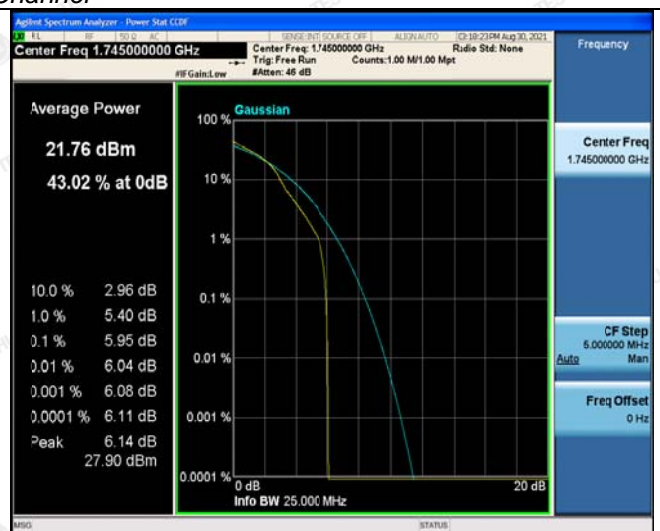 Channel
Agilent Spectrum Analyzer - Power Stat CCDF
RL RF 50 Ω AC SENSE:INT SOURCE OFF ALIGN AUTO 03:18:23 PM Aug 30, 2021
Center Freq 1.745000000 GHz
Center Freq: 1.745000000 GHz Radio Std: None
Trig: Free Run Counts:1.00 M/1.00 Mpt
#IFGain:Low #Atten: 46 dB
Frequency
Average Power
21.76 dBm
43.02 % at 0dB
10.0 % 2.96 dB
1.0 % 5.40 dB
0.1 % 5.95 dB
0.01 % 6.04 dB
0.001 % 6.08 dB
0.0001 % 6.11 dB
Peak 6.14 dB
27.90 dBm
Gaussian
100 %
10 %
1 %
0.1 %
0.01 %
0.001 %
0.0001 %
0 dB 20 dB
Info BW 25.000 MHz
Center Freq
1.745000000 GHz
CF Step
5.000000 MHz
Auto Man
Freq Offset
0 Hz
MSG STATUS